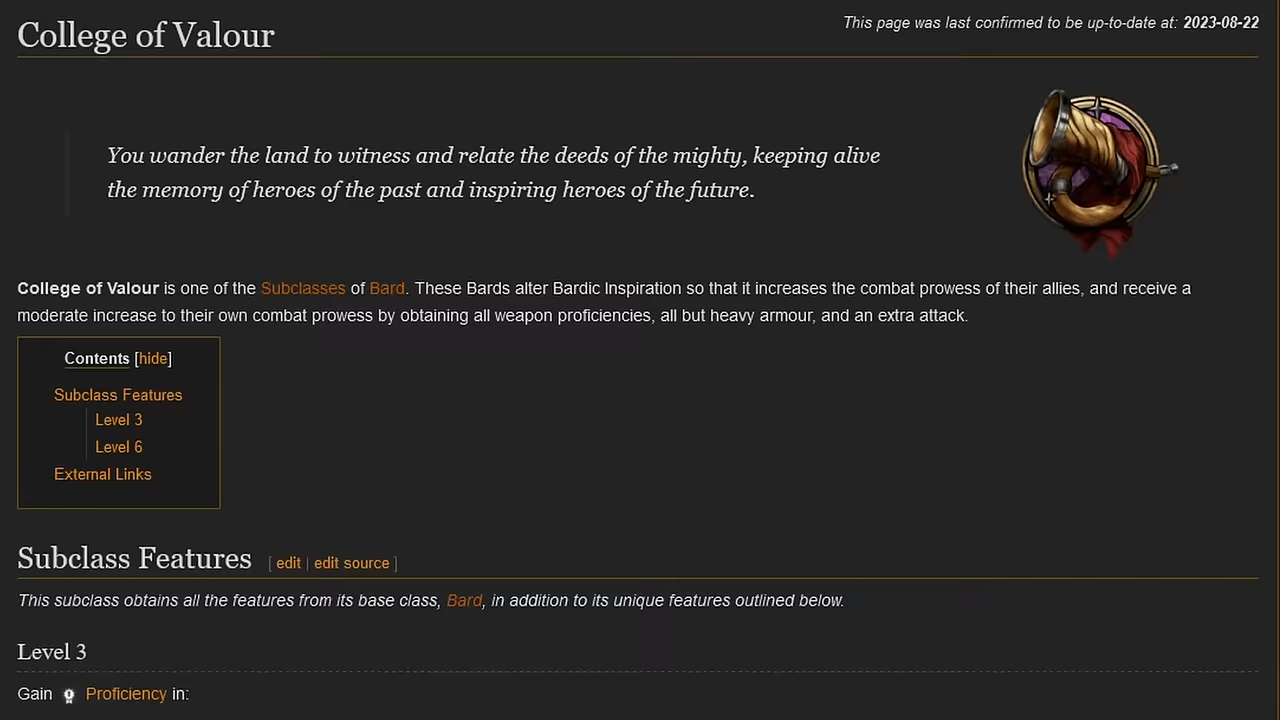 College of Valour
This page was last confirmed to be up-to-date at: 2023-08-22
You wander the land to witness and relate the deeds of the mighty, keeping alive
the memory of heroes of the past and inspiring heroes of the future.
College of Valour is one of the Subclasses of Bard. These Bards alter Bardic Inspiration so that it increases the combat prowess of their allies, and receive a
moderate increase to their own combat prowess by obtaining all weapon proficiencies, all but heavy armour, and an extra attack.
Contents [hide]
Subclass Features
Level 3
Level 6
External Links
Subclass Features [ edit | edit source ]
This subclass obtains all the features from its base class, Bard, in addition to its unique features outlined below.
Level 3
Gain Proficiency in: